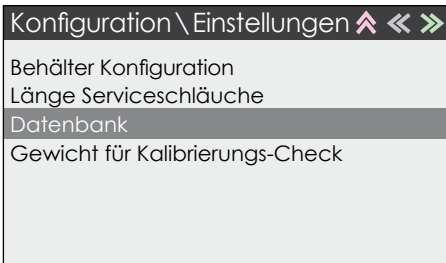 Konfiguration \ Einstellungen
Behälter Konfiguration
Länge Serviceschläuche
Datenbank
Gewicht für Kalibrierungs-Check